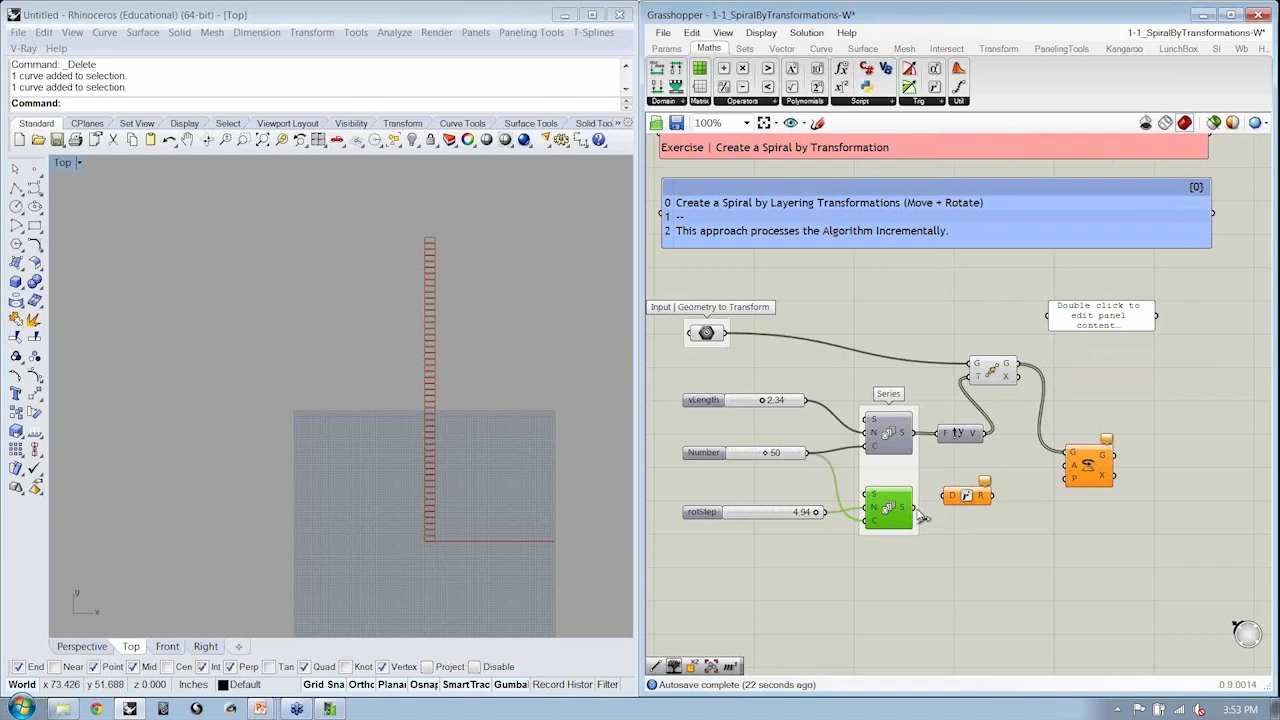 Untitled - Rhinoceros (Educational) (64-bit) - [Top]
File Edit View Curve Surface Solid Mesh Dimension Transform Tools Analyze Render Panels Paneling Tools T-Splines
V-Ray Help
Command: _Delete
1 curve added to selection.
1 curve added to selection.
Command:
Standard CPlanes Set View Display Select Viewport Layout Visibility Transform Curve Tools Surface Tools Solid Too
Top
y
x
Perspective Top Front Right
End Near Point Mid Cen Int Perp Tan Quad Knot Vertex Project Disable
World x 73.426 y 51.688 z 0.000 Inches Default Grid Sna Ortho Planar Osnap SmartTrac Gumbal Record Histor Filter
Grasshopper - 1-1_SpiralByTransformations-W*
File Edit View Display Solution Help
1-1_SpiralByTransformations-W*
Params Maths Sets Vector Curve Surface Mesh Intersect Transform PanelingTools Kangaroo LunchBox SI Wb H
Domain Matrix Operators Polynomials Script Trig Util
100%
Exercise | Create a Spiral by Transformation
[0]
0 Create a Spiral by Layering Transformations (Move + Rotate)
1 --
2 This approach processes the Algorithm Incrementally.
Input | Geometry to Transform
Double click to
edit panel
content…
G G
T X
vLength 2.34
Series
S
N S
C
F y V
Number 50
G G
A
P X
S
N S
C
D r R
rotStep 4.94
Autosave complete (22 seconds ago)
0.9.0014
3:53 PM